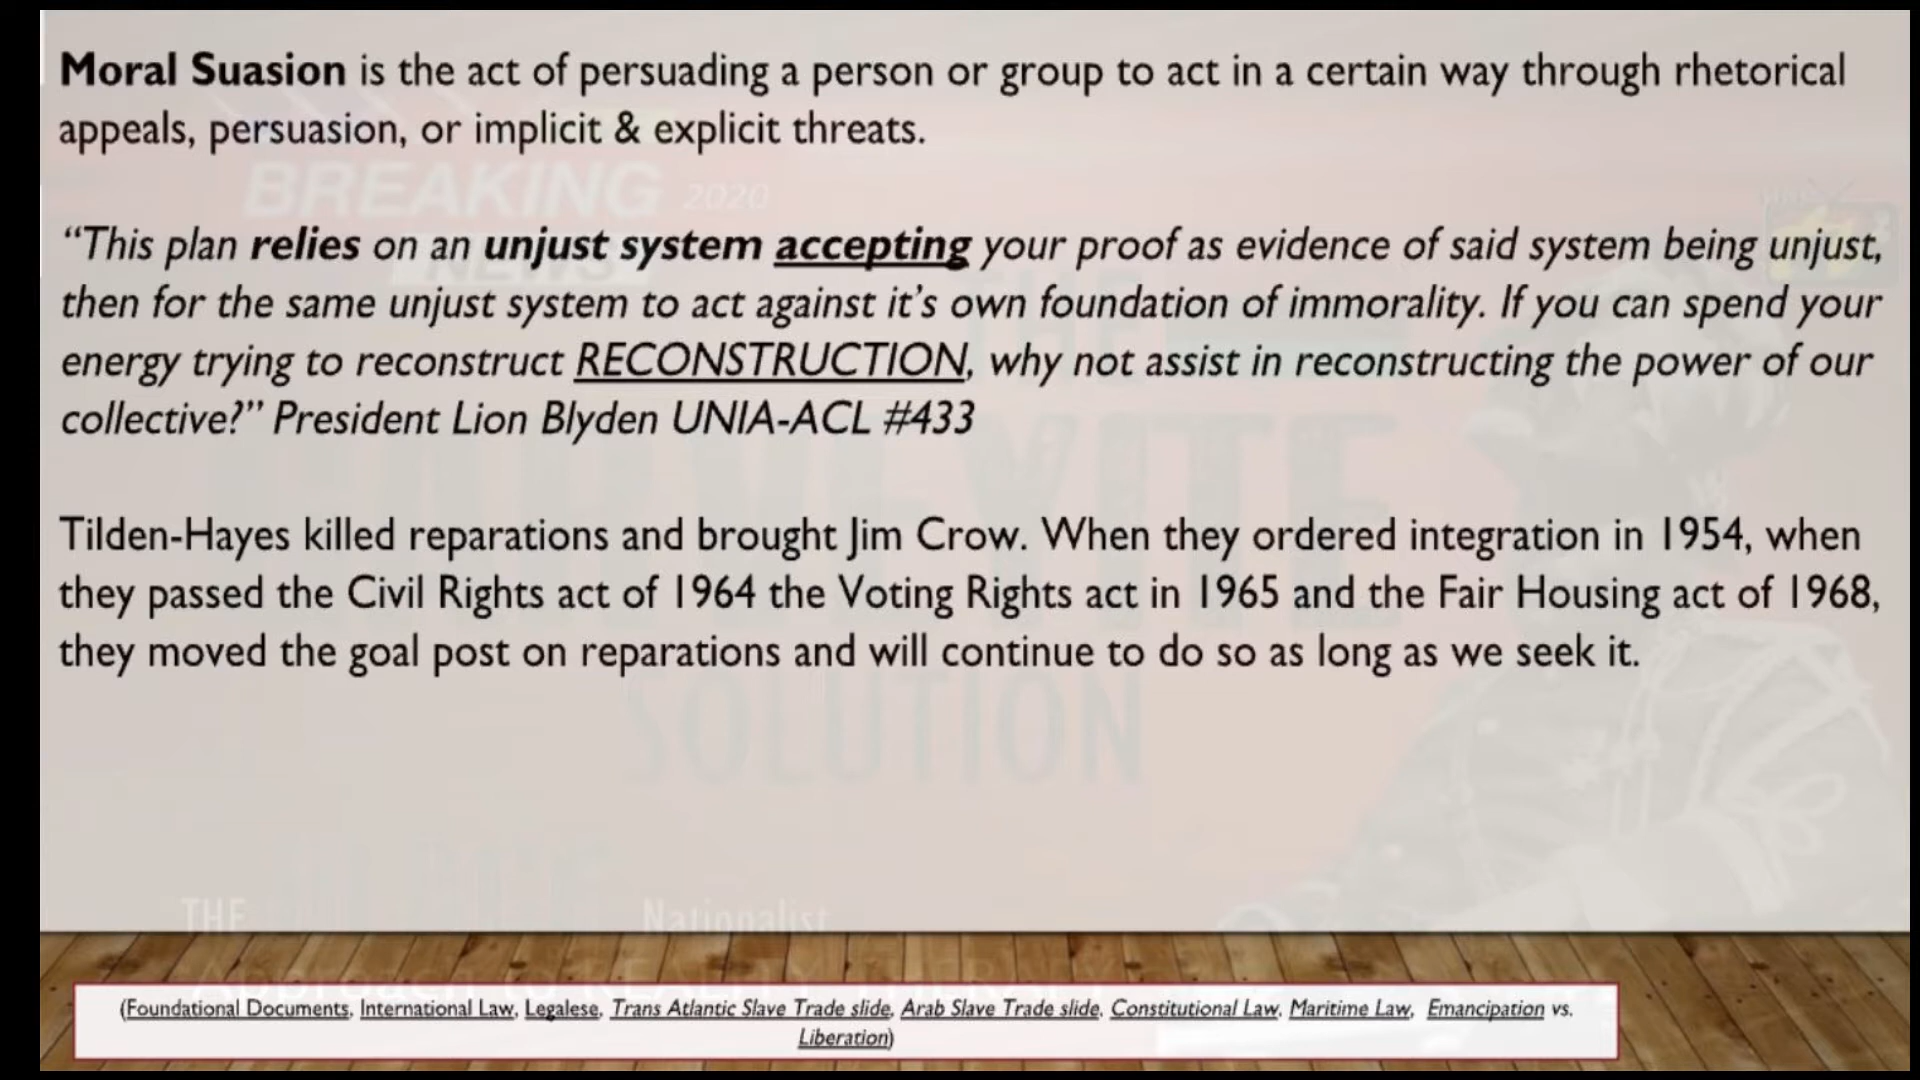 Moral Suasion is the act of persuading a person or group to act in a certain way through rhetorical
appeals, persuasion, or implicit & explicit threats.
BREAKING 2020
NEWS
“This plan relies on an unjust system accepting your proof as evidence of said system being unjust,
then for the same unjust system to act against it’s own foundation of immorality. If you can spend your
energy trying to reconstruct RECONSTRUCTION, why not assist in reconstructing the power of our
collective?” President Lion Blyden UNIA-ACL #433
Tilden-Hayes killed reparations and brought Jim Crow. When they ordered integration in 1954, when
they passed the Civil Rights act of 1964 the Voting Rights act in 1965 and the Fair Housing act of 1968,
they moved the goal post on reparations and will continue to do so as long as we seek it.
THE
SOLUTION
THE Nationalist
(Foundational Documents, International Law, Legalese, Trans Atlantic Slave Trade slide, Arab Slave Trade slide, Constitutional Law, Maritime Law, Emancipation vs.
Liberation)